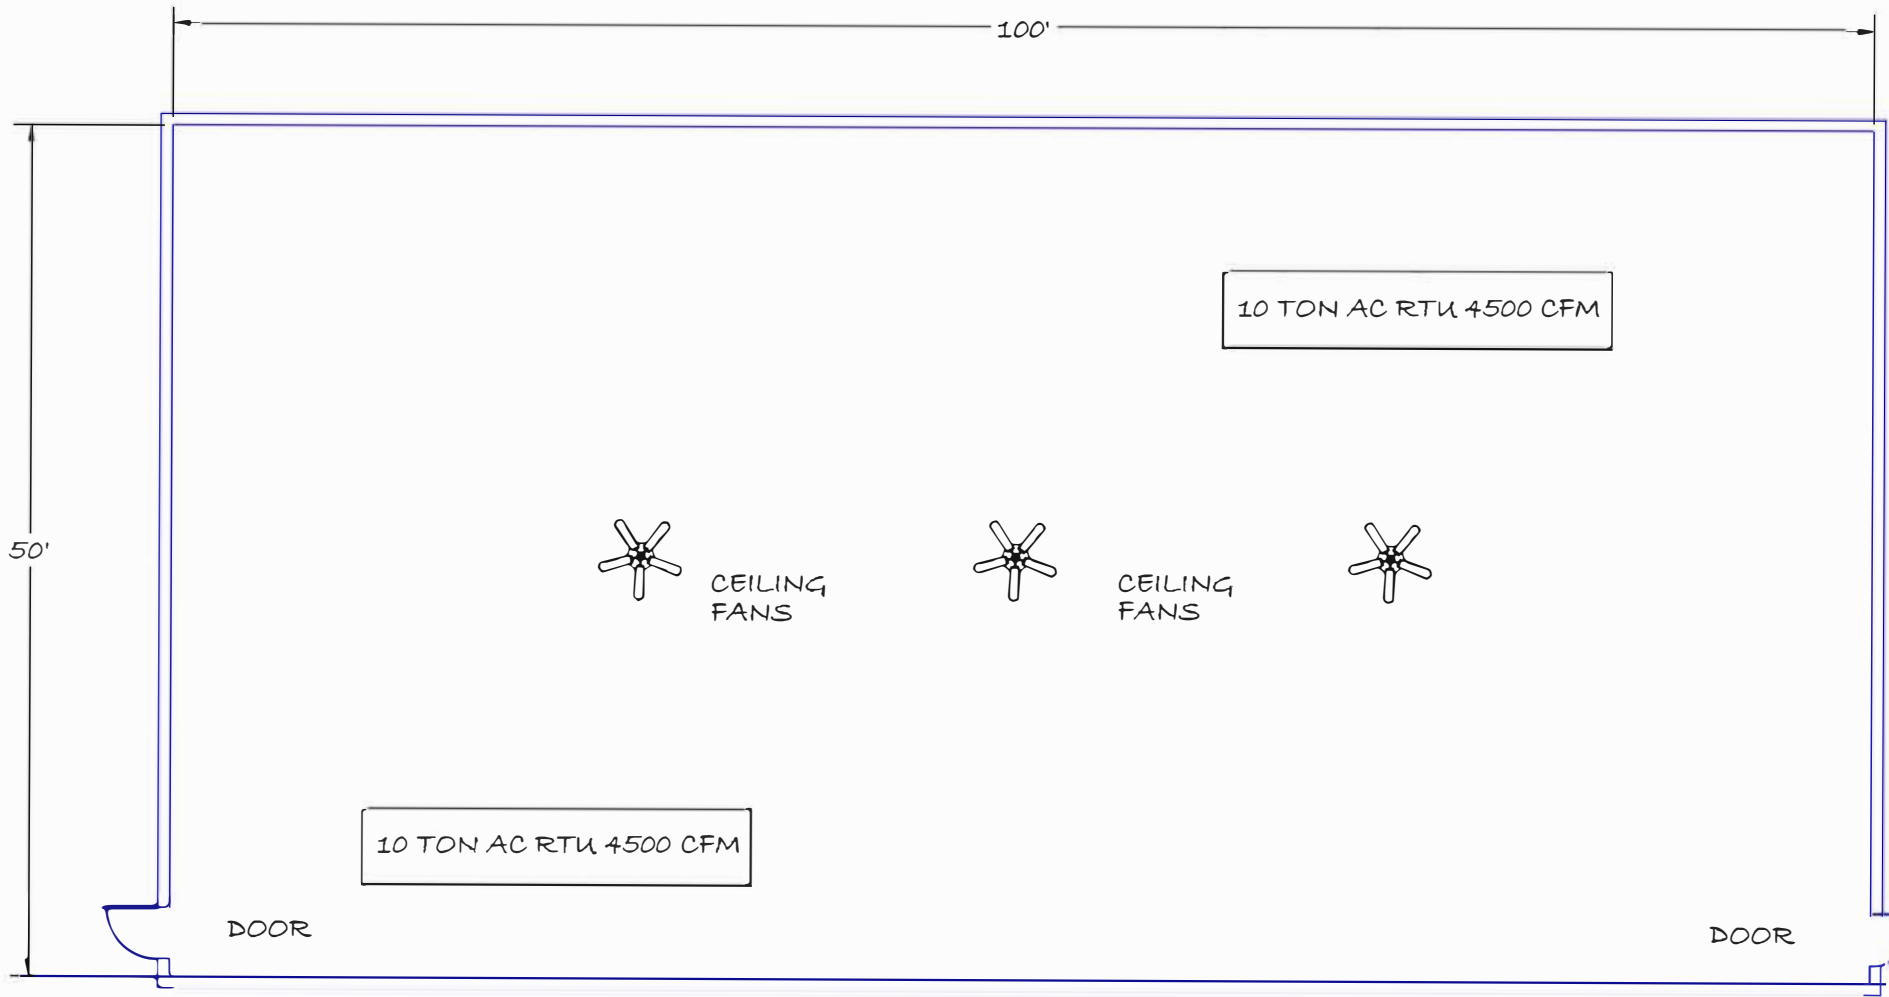 100'
10 TON AC RTU 4500 CFM
50'
CEILING
FANS
CEILING
FANS
10 TON AC RTU 4500 CFM
DOOR
DOOR